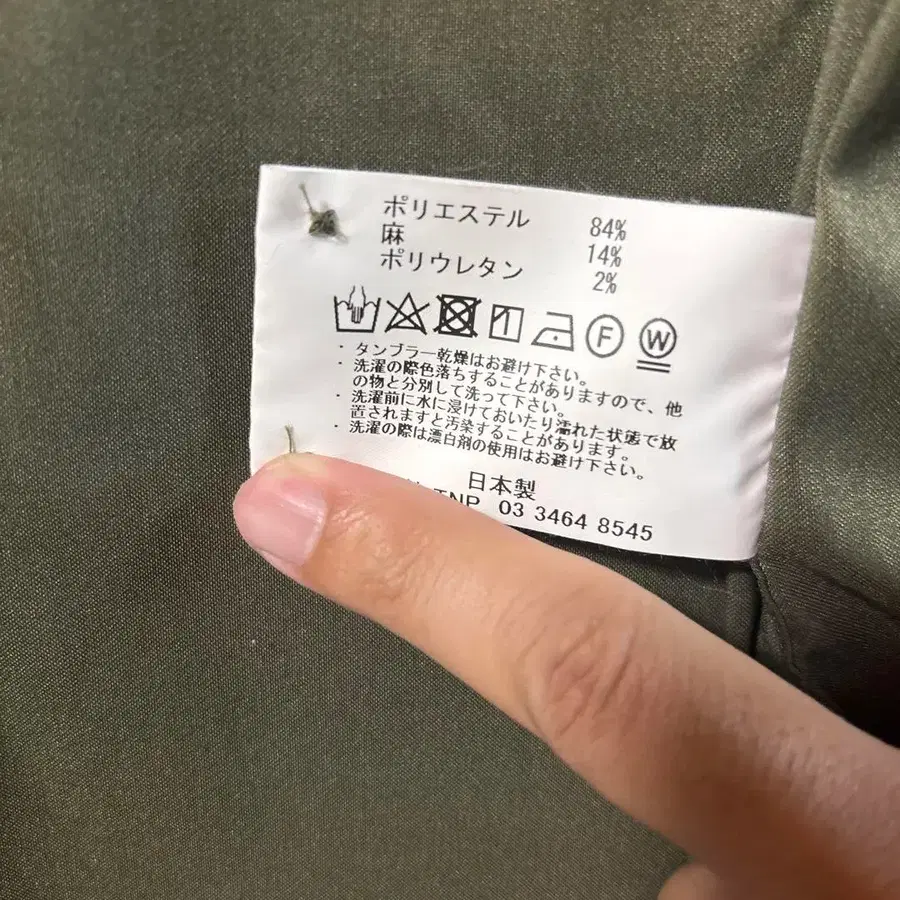 ポリエステル 84%
麻 14%
ポリウレタン 2%
F W
・タンブラー乾燥はお避け下さい。
・洗濯の際色落ちすることがありますので、他
の物と分別して洗って下さい。
・洗濯前に水に浸けておいたり濡れた状態で放
置されますと汚染することがあります。
・洗濯の際は漂白剤の使用はお避け下さい。
日本製
TNP 03 3464 8545